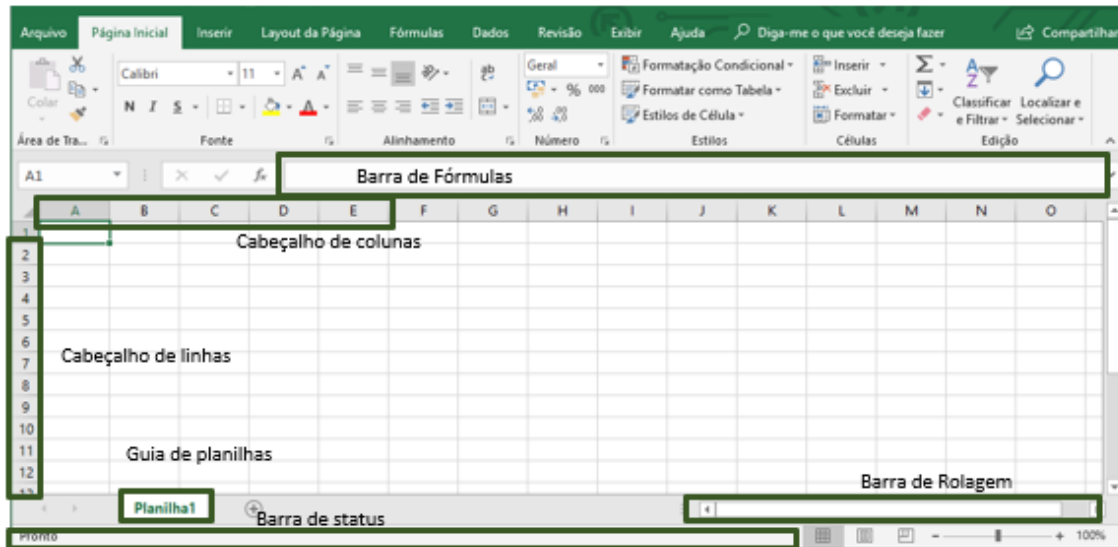 Arquivo Página Inicial Inserir Layout da Página Fórmulas Dados Revisão Exibir Ajuda Diga-me o que você deseja fazer Compartilhar
Colar
Calibri 11 A A
N I S A
ab
Geral
% 000
Formatação Condicional
Formatar como Tabela
Estilos de Célula
Inserir
Excluir
Formatar
Σ
Classificar e Filtrar
Localizar e Selecionar
Área de Tra... Fonte Alinhamento Número Estilos Células Edição
A1 fx Barra de Fórmulas
A B C D E F G H I J K L M N O
1
Cabeçalho de colunas
2
3
4
5
6
Cabeçalho de linhas
7
8
9
10
11 Guia de planilhas
12
13
Barra de Rolagem
Planilha1
Barra de status
Pronto 100%